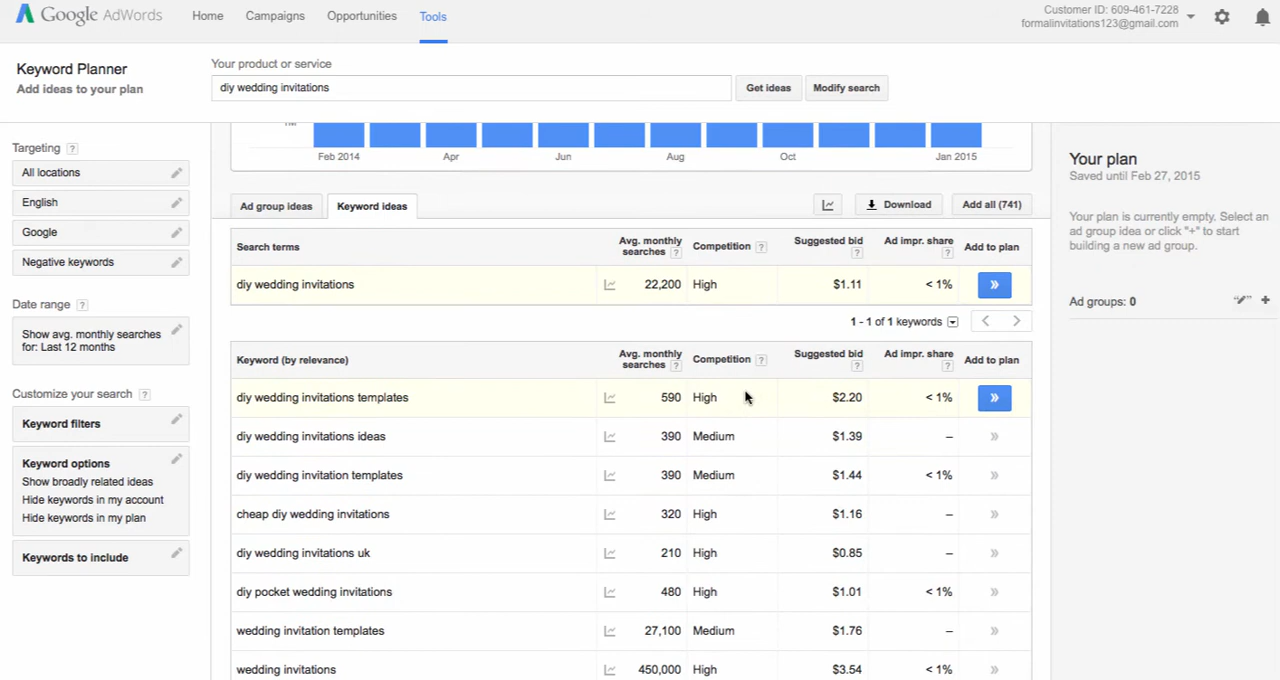 Google AdWords
Home Campaigns Opportunities Tools
Customer ID: 609-461-7228
formalinvitations123@gmail.com
Keyword Planner
Add ideas to your plan
Your product or service
diy wedding invitations
Get ideas
Modify search
Targeting ?
All locations
English
Google
Negative keywords
Date range ?
Show avg. monthly searches
for: Last 12 months
Customize your search ?
Keyword filters
Keyword options
Show broadly related ideas
Hide keywords in my account
Hide keywords in my plan
Keywords to include
Feb 2014 Apr Jun Aug Oct Jan 2015
Ad group ideas Keyword ideas
Download
Add all (741)
Search terms Avg. monthly searches ? Competition ? Suggested bid ? Ad impr. share ? Add to plan
diy wedding invitations 22,200 High $1.11 < 1% »
1 - 1 of 1 keywords
Keyword (by relevance) Avg. monthly searches ? Competition ? Suggested bid ? Ad impr. share ? Add to plan
diy wedding invitations templates 590 High $2.20 < 1% »
diy wedding invitations ideas 390 Medium $1.39 – »
diy wedding invitation templates 390 Medium $1.44 < 1% »
cheap diy wedding invitations 320 High $1.16 – »
diy wedding invitations uk 210 High $0.85 – »
diy pocket wedding invitations 480 High $1.01 < 1% »
wedding invitation templates 27,100 Medium $1.76 – »
wedding invitations 450,000 High $3.54 < 1% »
Your plan
Saved until Feb 27, 2015
Your plan is currently empty. Select an
ad group idea or click "+" to start
building a new ad group.
Ad groups: 0